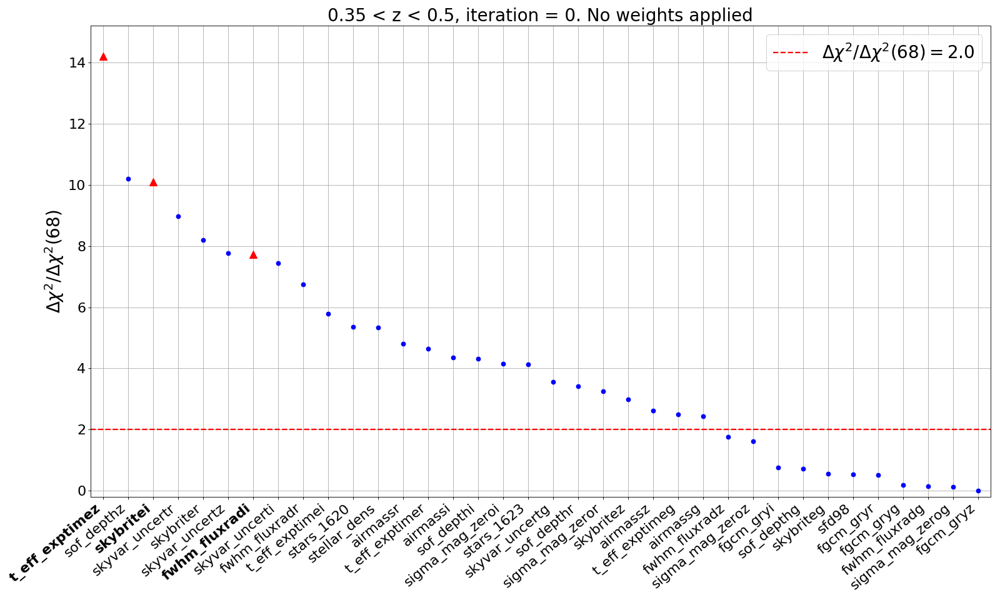 0.35 < z < 0.5, iteration = 0. No weights applied
Δχ²/Δχ²(68) = 2.0
Δχ²/Δχ²(68)
14
12
10
8
6
4
2
0
t_eff_exptimez
sof_depthz
skybritei
skyvar_uncertr
skybriter
skyvar_uncertz
fwhm_fluxradi
skyvar_uncerti
fwhm_fluxradr
t_eff_exptimei
stars_1620
stellar_dens
airmassr
t_eff_exptimer
airmassi
sof_depthi
sigma_mag_zeroi
stars_1623
skyvar_uncertg
sof_depthr
sigma_mag_zeror
skybritez
airmassz
t_eff_exptimeg
airmassg
fwhm_fluxradz
sigma_mag_zeroz
fgcm_gryi
sof_depthg
skybriteg
sfd98
fgcm_gryr
fgcm_gryg
fwhm_fluxradg
sigma_mag_zerog
fgcm_gryz